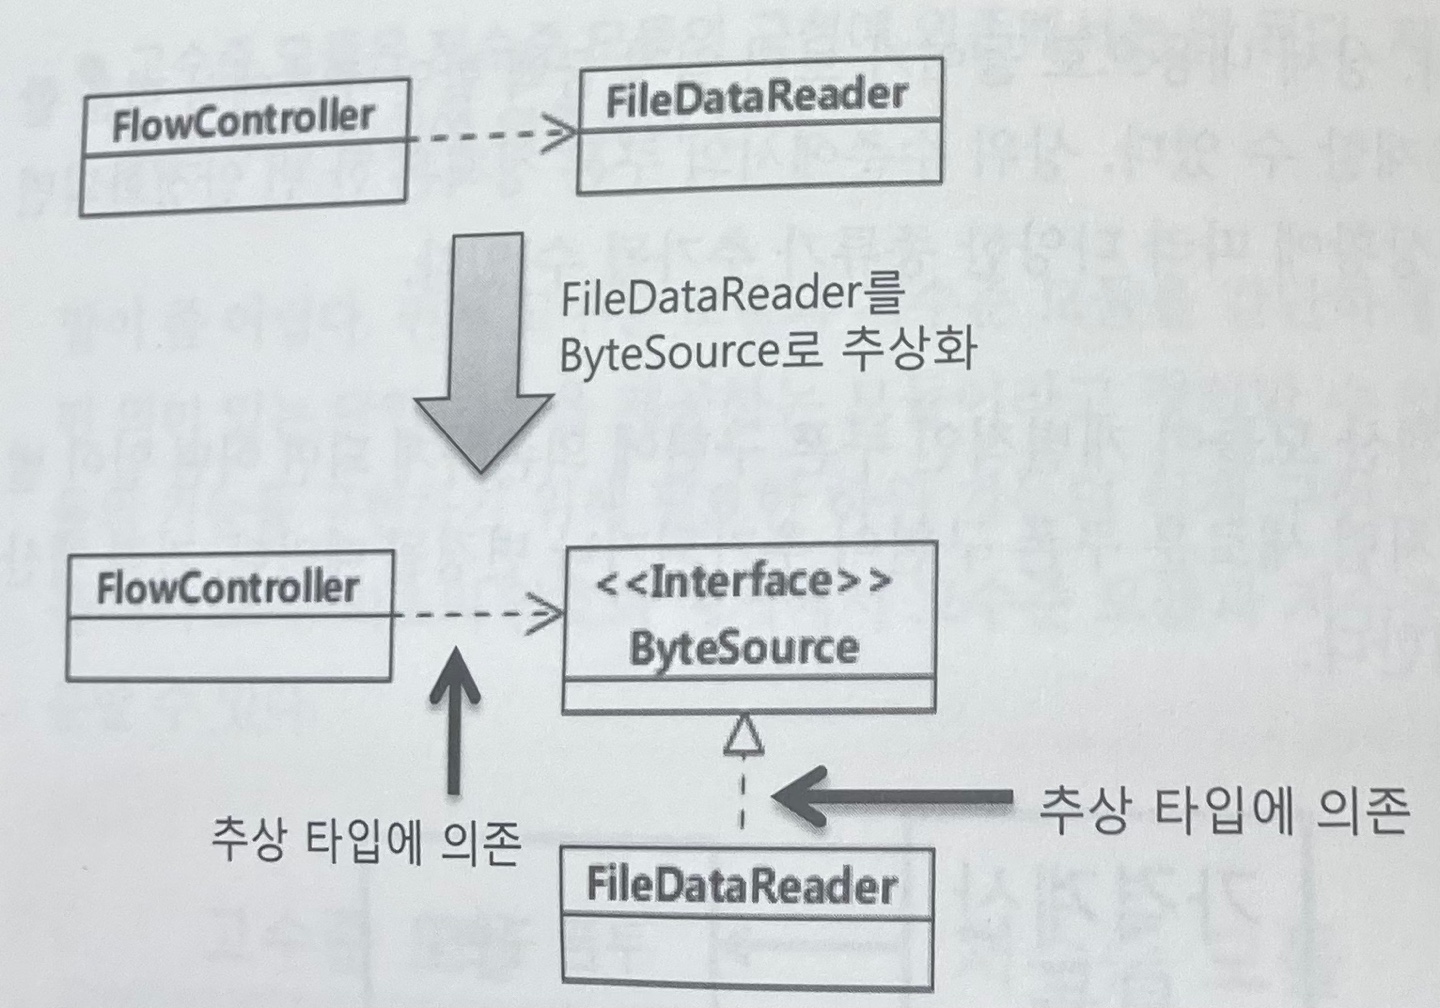 FlowController
FileDataReader
FileDataReader를
ByteSource로 추상화
FlowController
<<Interface>>
ByteSource
추상 타입에 의존
추상 타입에 의존
FileDataReader